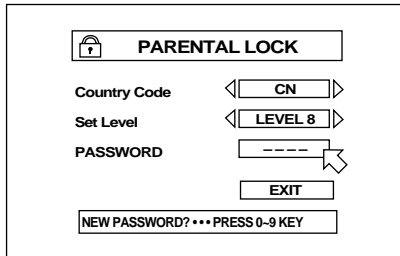 PARENTAL LOCK
Country Code CN
Set Level LEVEL 8
PASSWORD – – – –
EXIT
NEW PASSWORD? • • • PRESS 0~9 KEY